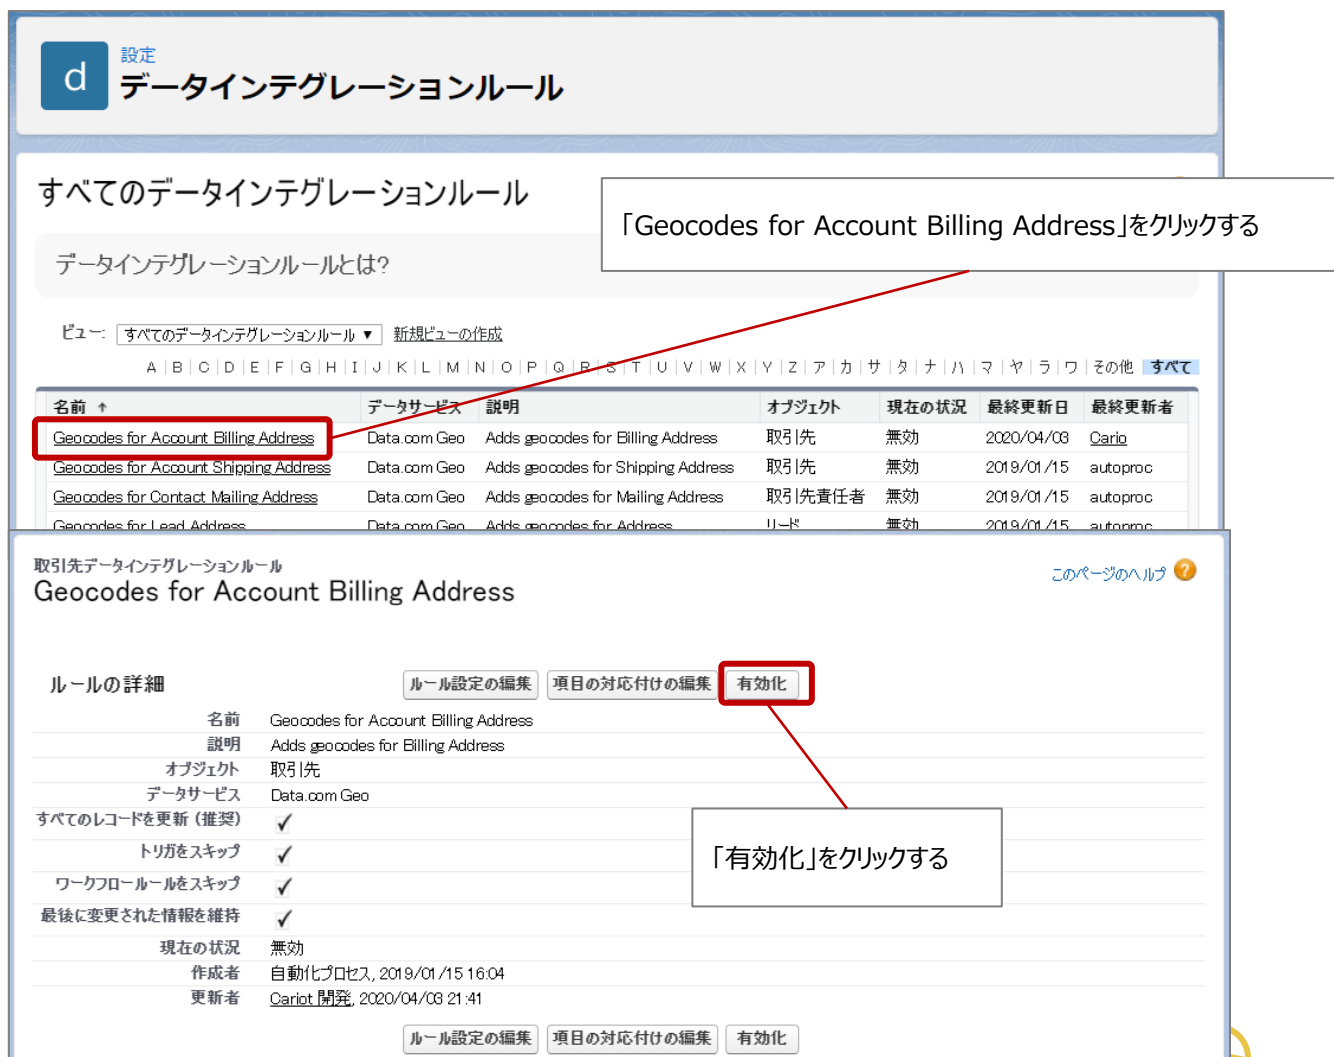 d
設定
データインテグレーションルール
すべてのデータインテグレーションルール
「Geocodes for Account Billing Address」をクリックする
データインテグレーションルールとは?
ビュー: すべてのデータインテグレーションルール ▼ 新規ビューの作成
A | B | C | D | E | F | G | H | I | J | K | L | M | N | O | P | Q | R | S | T | U | V | W | X | Y | Z | ア | カ | サ | タ | ナ | ハ | マ | ヤ | ラ | ワ | その他 すべて
名前 ↑ データサービス 説明 オブジェクト 現在の状況 最終更新日 最終更新者
Geocodes for Account Billing Address Data.com Geo Adds geocodes for Billing Address 取引先 無効 2020/04/03 Cario
Geocodes for Account Shipping Address Data.com Geo Adds geocodes for Shipping Address 取引先 無効 2019/01/15 autoproc
Geocodes for Contact Mailing Address Data.com Geo Adds geocodes for Mailing Address 取引先責任者 無効 2019/01/15 autoproc
Geocodes for Lead Address Data.com Geo Adds geocodes for Address リード 無効 2019/01/15 autoproc
取引先データインテグレーションルール
Geocodes for Account Billing Address
このページのヘルプ ?
ルールの詳細 ルール設定の編集 項目の対応付けの編集 有効化
名前 Geocodes for Account Billing Address
説明 Adds geocodes for Billing Address
オブジェクト 取引先
データサービス Data.com Geo
すべてのレコードを更新 (推奨) ✓
トリガをスキップ ✓
ワークフロールールをスキップ ✓
最後に変更された情報を維持 ✓
「有効化」をクリックする
現在の状況 無効
作成者 自動化プロセス, 2019/01/15 16:04
更新者 Cariot 開発, 2020/04/03 21:41
ルール設定の編集 項目の対応付けの編集 有効化